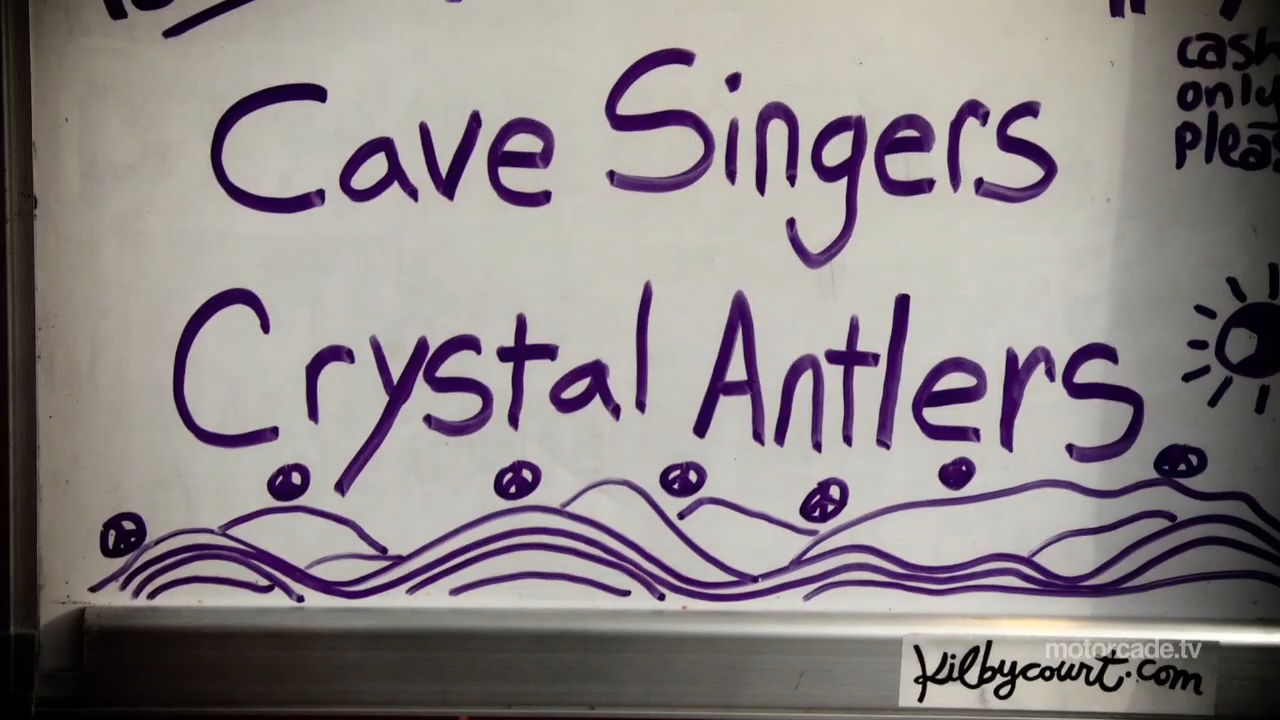 Cave Singers
Crystal Antlers
cash
only
motorcade.tv
kilbycourt.com